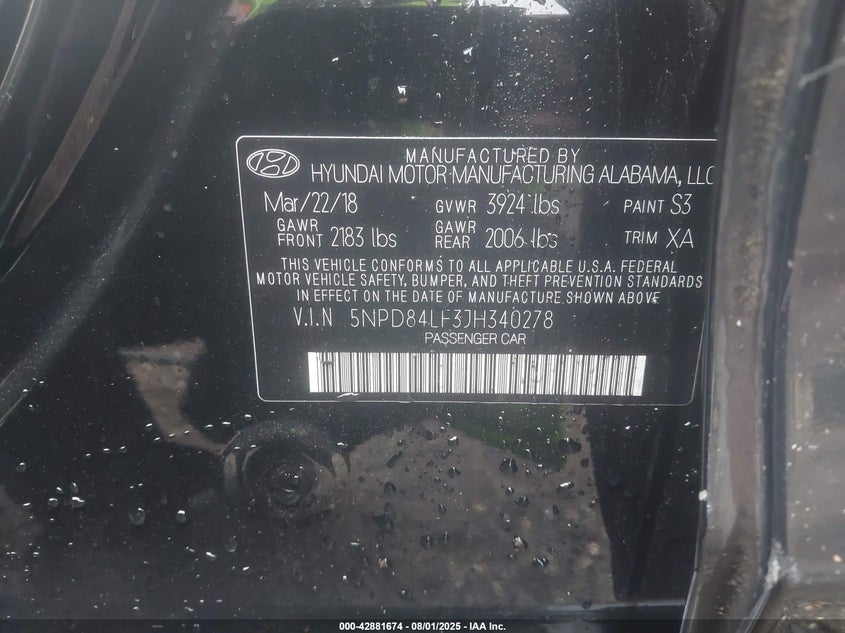 MANUFACTURED BY
HYUNDAI MOTOR MANUFACTURING ALABAMA, LLC
Mar/22/18 GVWR 3924 lbs PAINT S3
GAWR FRONT 2183 lbs GAWR REAR 2006 lbs TRIM XA
THIS VEHICLE CONFORMS TO ALL APPLICABLE U.S.A. FEDERAL
MOTOR VEHICLE SAFETY, BUMPER, AND THEFT PREVENTION STANDARDS
IN EFFECT ON THE DATE OF MANUFACTURE SHOWN ABOVE
V.I.N 5NPD84LF3JH340278
PASSENGER CAR
000-42881674 - 08/01/2025 - IAA Inc.